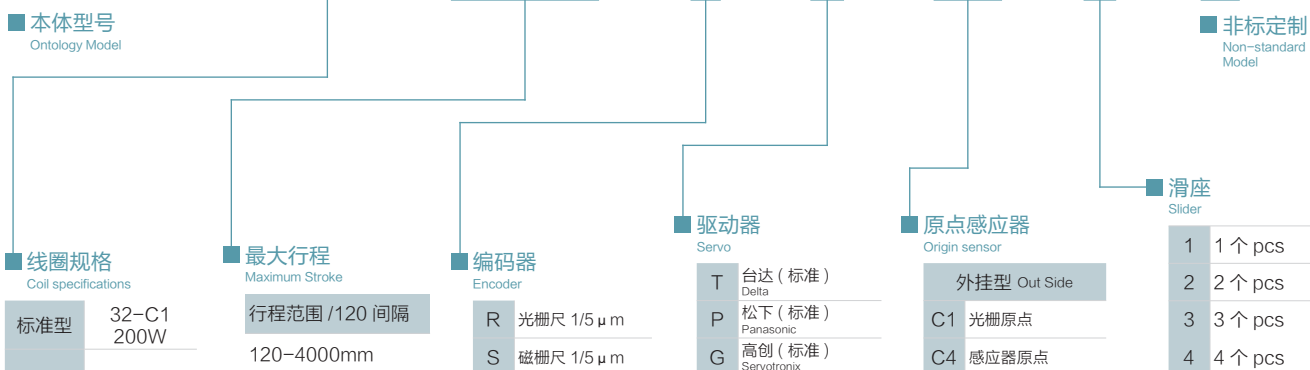 本体型号
Ontology Model
非标定制
Non-standard
Model
线圈规格
Coil specifications
标准型 32-C1
200W
最大行程
Maximum Stroke
行程范围 /120 间隔
120-4000mm
编码器
Encoder
R 光栅尺 1/5 μm
S 磁栅尺 1/5 μm
驱动器
Servo
T 台达 ( 标准 )
Delta
P 松下 ( 标准 )
Panasonic
G 高创 ( 标准 )
Servotronix
原点感应器
Origin sensor
外挂型 Out Side
C1 光栅原点
C4 感应器原点
滑座
Slider
1 1 个 pcs
2 2 个 pcs
3 3 个 pcs
4 4 个 pcs